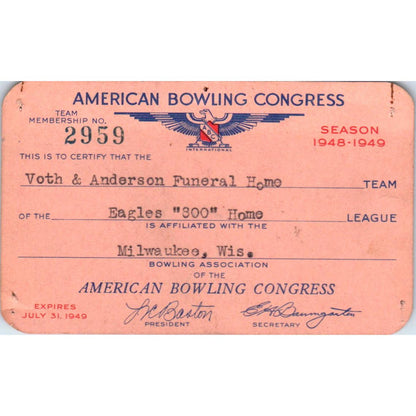 AMERICAN BOWLING CONGRESS
TEAM
MEMBERSHIP NO.
2959
ABC
INTERNATIONAL
SEASON
1948-1949
THIS IS TO CERTIFY THAT THE
Voth & Anderson Funeral Home TEAM
OF THE Eagles "300" Home LEAGUE
IS AFFILIATED WITH THE
Milwaukee, Wis.
BOWLING ASSOCIATION
OF THE
AMERICAN BOWLING CONGRESS
EXPIRES
JULY 31, 1949
PRESIDENT
E H Baumgarten
SECRETARY